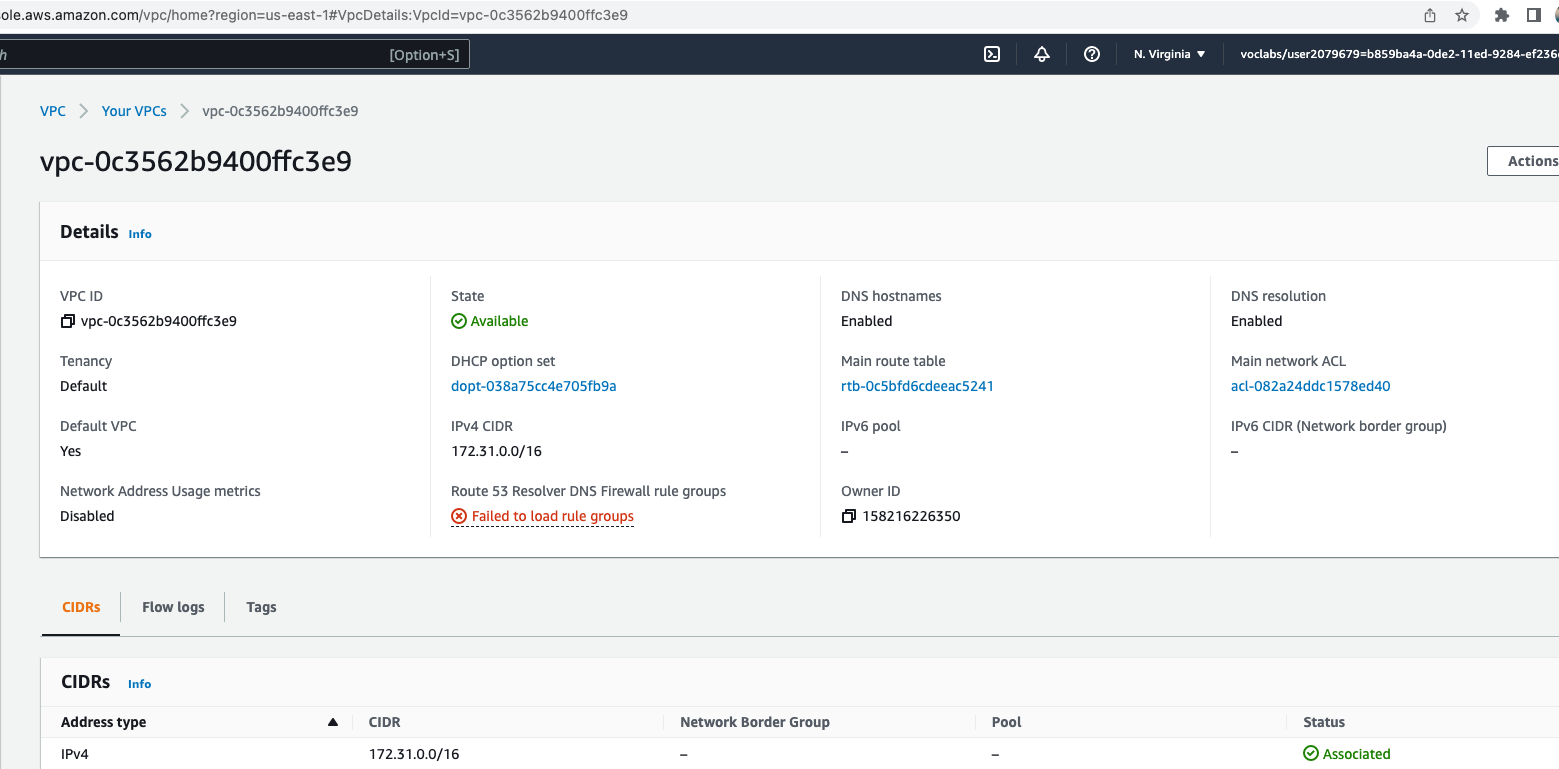 ole.aws.amazon.com/vpc/home?region=us-east-1#VpcDetails:VpcId=vpc-0c3562b9400ffc3e9
h [Option+S] N. Virginia ▼ voclabs/user2079679=b859ba4a-0de2-11ed-9284-ef236
VPC > Your VPCs > vpc-0c3562b9400ffc3e9
vpc-0c3562b9400ffc3e9
Actions
Details Info
VPC ID State DNS hostnames DNS resolution
vpc-0c3562b9400ffc3e9 Available Enabled Enabled
Tenancy DHCP option set Main route table Main network ACL
Default dopt-038a75cc4e705fb9a rtb-0c5bfd6cdeeac5241 acl-082a24ddc1578ed40
Default VPC IPv4 CIDR IPv6 pool IPv6 CIDR (Network border group)
Yes 172.31.0.0/16 – –
Network Address Usage metrics Route 53 Resolver DNS Firewall rule groups Owner ID
Disabled Failed to load rule groups 158216226350
CIDRs Flow logs Tags
CIDRs Info
Address type ▲ CIDR Network Border Group Pool Status
IPv4 172.31.0.0/16 – – Associated